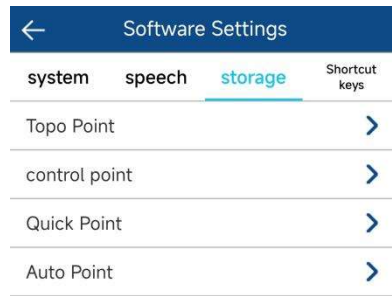 Software Settings
system speech storage Shortcut keys
Topo Point
control point
Quick Point
Auto Point